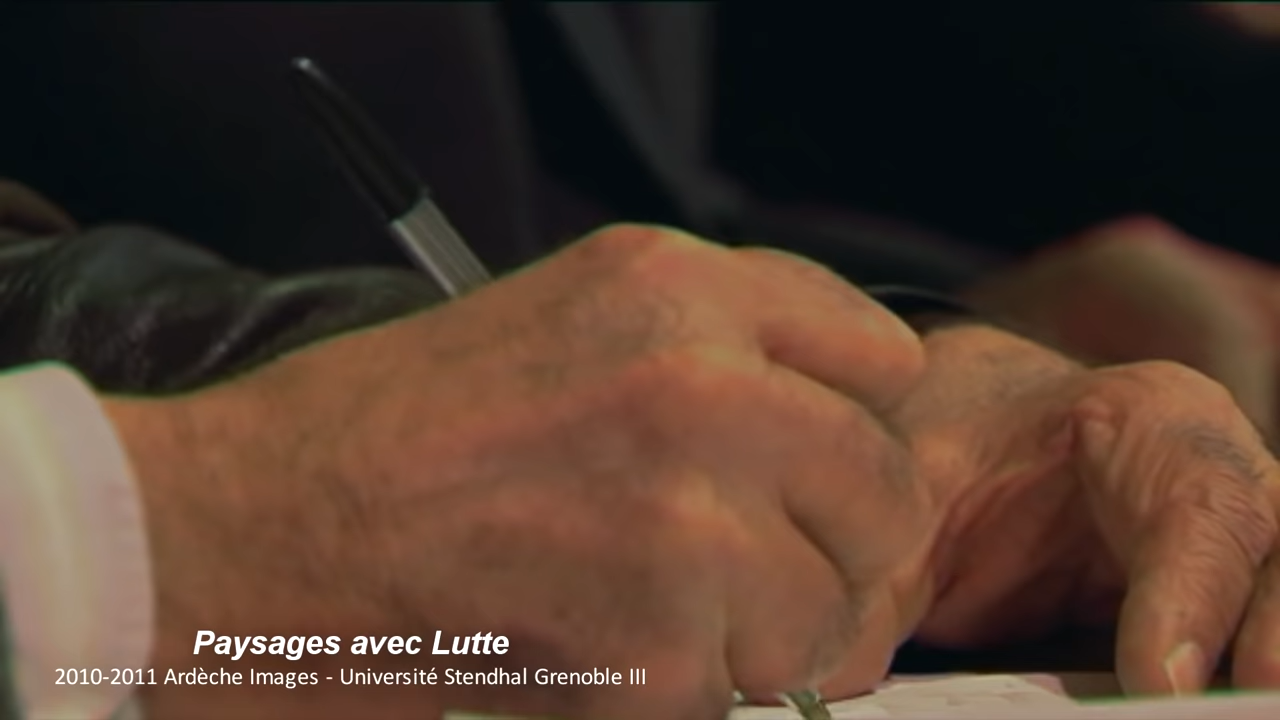 Paysages avec Lutte
2010-2011 Ardèche Images - Université Stendhal Grenoble III